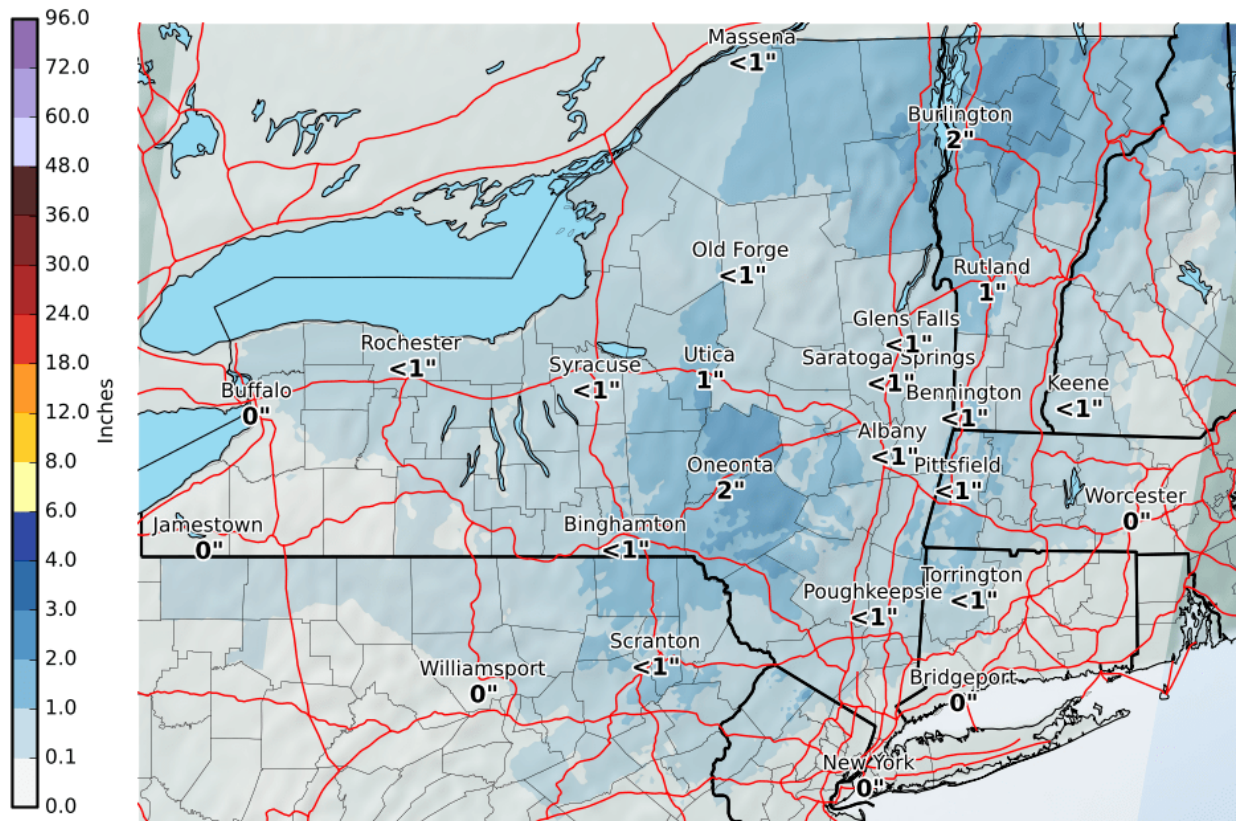 96.0
72.0
60.0
48.0
36.0
30.0
24.0
18.0
12.0
8.0
6.0
4.0
3.0
2.0
1.0
0.1
0.0
Inches
Massena
<1"
Burlington
2"
Old Forge
<1"
Rutland
1"
Glens Falls
<1"
Rochester
<1"
Syracuse
<1"
Utica
1"
Saratoga Springs
<1"
Buffalo
0"
Bennington
<1"
Keene
<1"
Albany
<1"
Oneonta
2"
Pittsfield
<1"
Worcester
0"
Jamestown
0"
Binghamton
<1"
Poughkeepsie
<1"
Torrington
<1"
Scranton
<1"
Williamsport
0"
Bridgeport
0"
New York
0"